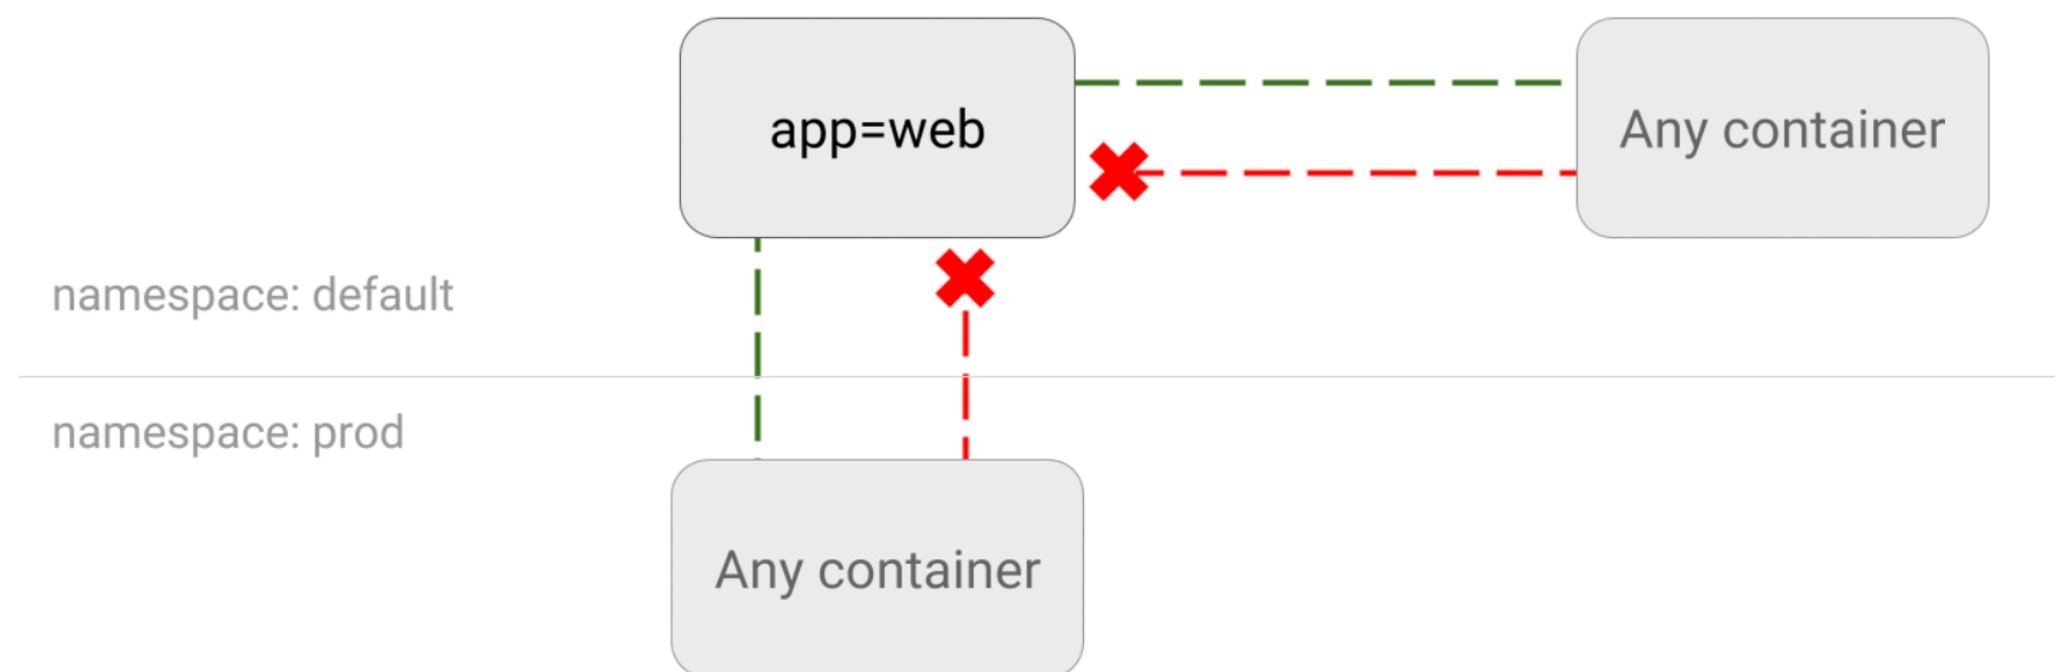 app=web
Any container
namespace: default
namespace: prod
Any container